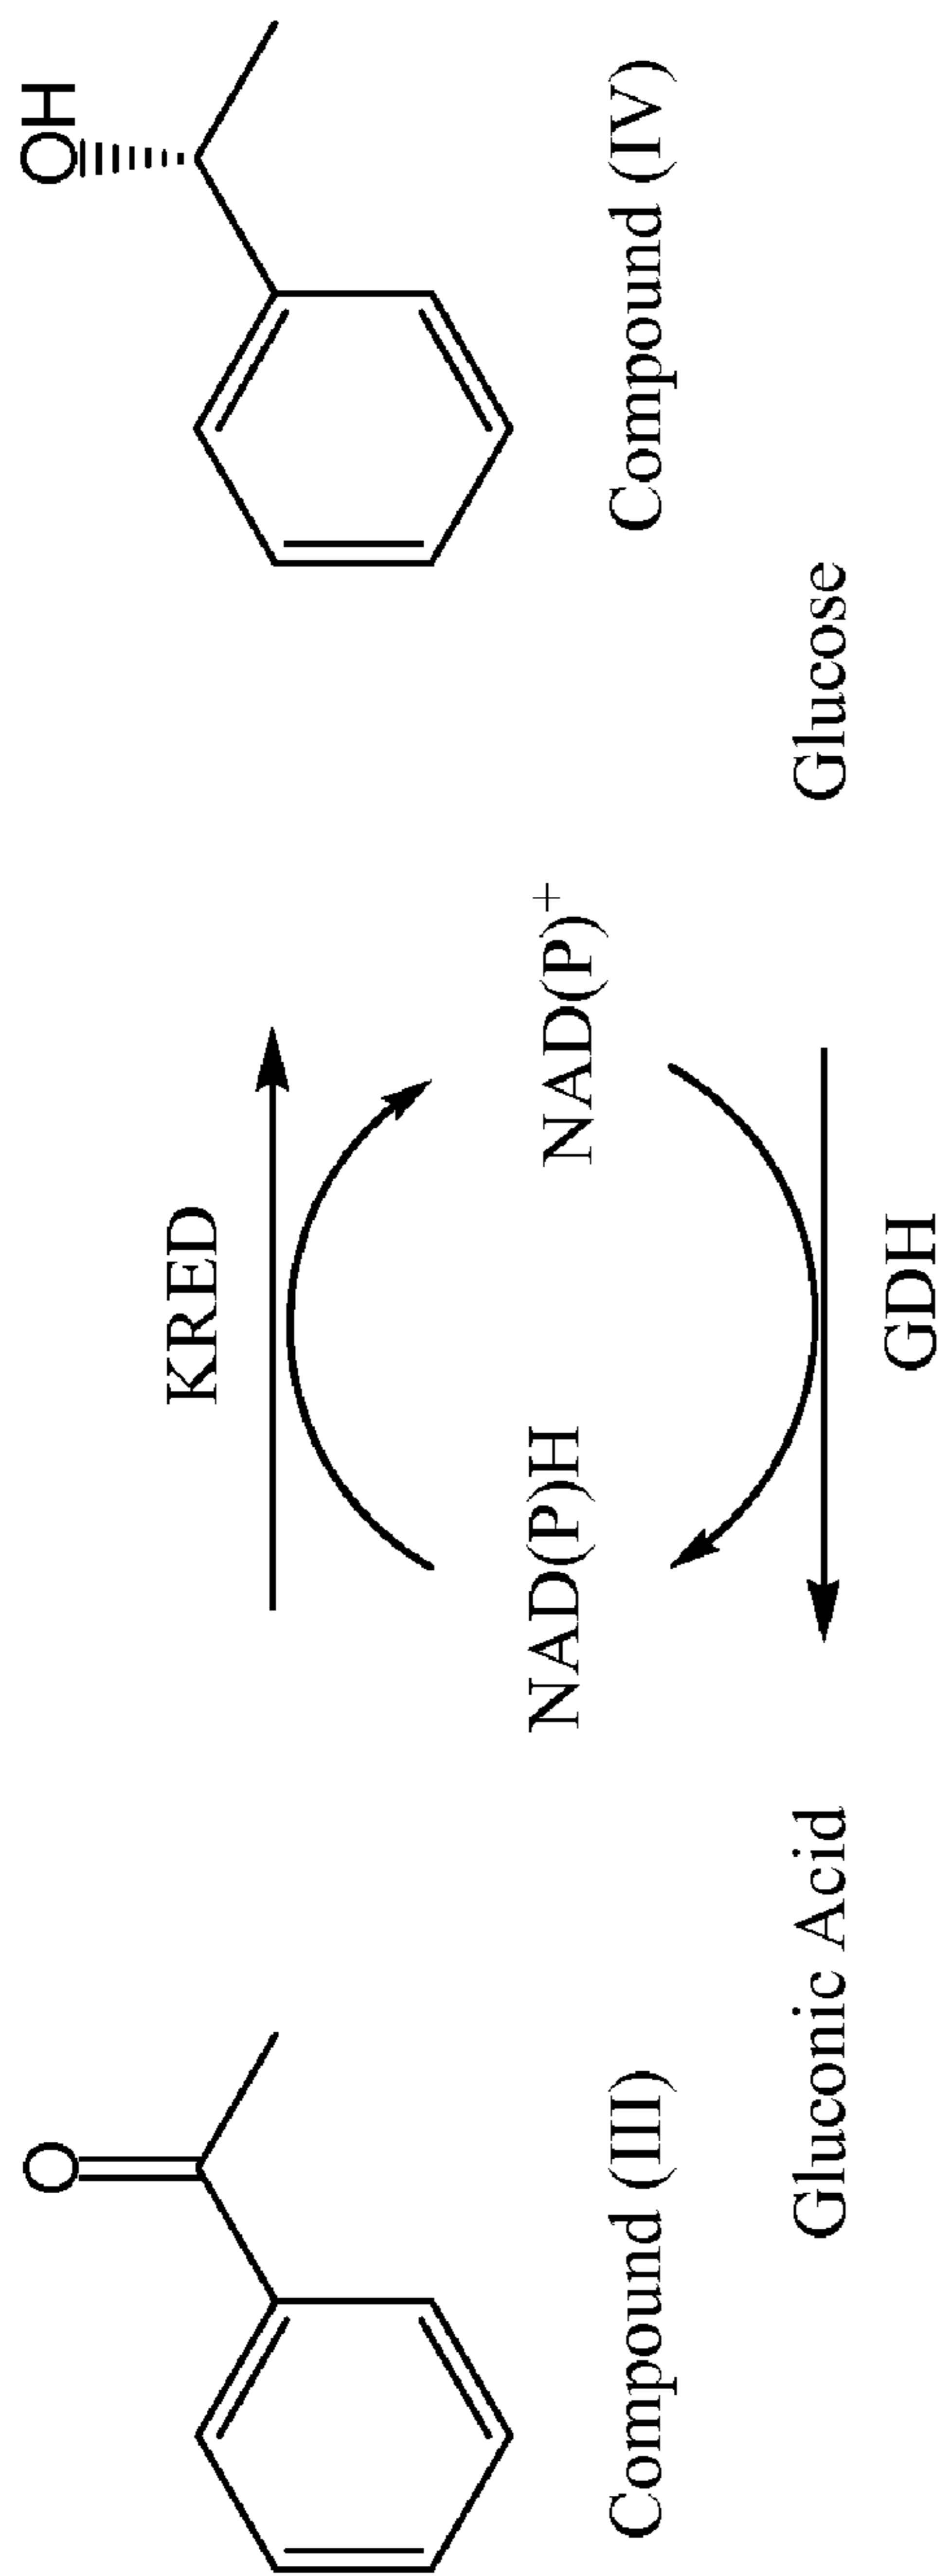 O
OH
KRED
Compound (III)
NAD(P)H
NAD(P)+
Compound (IV)
Gluconic Acid
Glucose
GDH